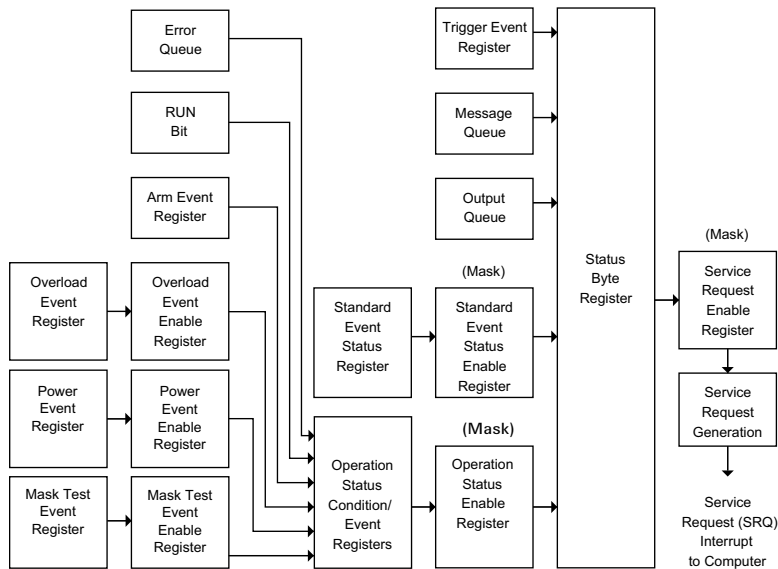 Error
Queue
RUN
Bit
Arm Event
Register
Overload
Event
Register
Overload
Event
Enable
Register
Power
Event
Register
Power
Event
Enable
Register
Mask Test
Event
Register
Mask Test
Event
Enable
Register
Standard
Event
Status
Register
Operation
Status
Condition/
Event
Registers
Trigger Event
Register
Message
Queue
Output
Queue
(Mask)
Standard
Event
Status
Enable
Register
(Mask)
Operation
Status
Enable
Register
Status
Byte
Register
(Mask)
Service
Request
Enable
Register
Service
Request
Generation
Service
Request (SRQ)
Interrupt
to Computer